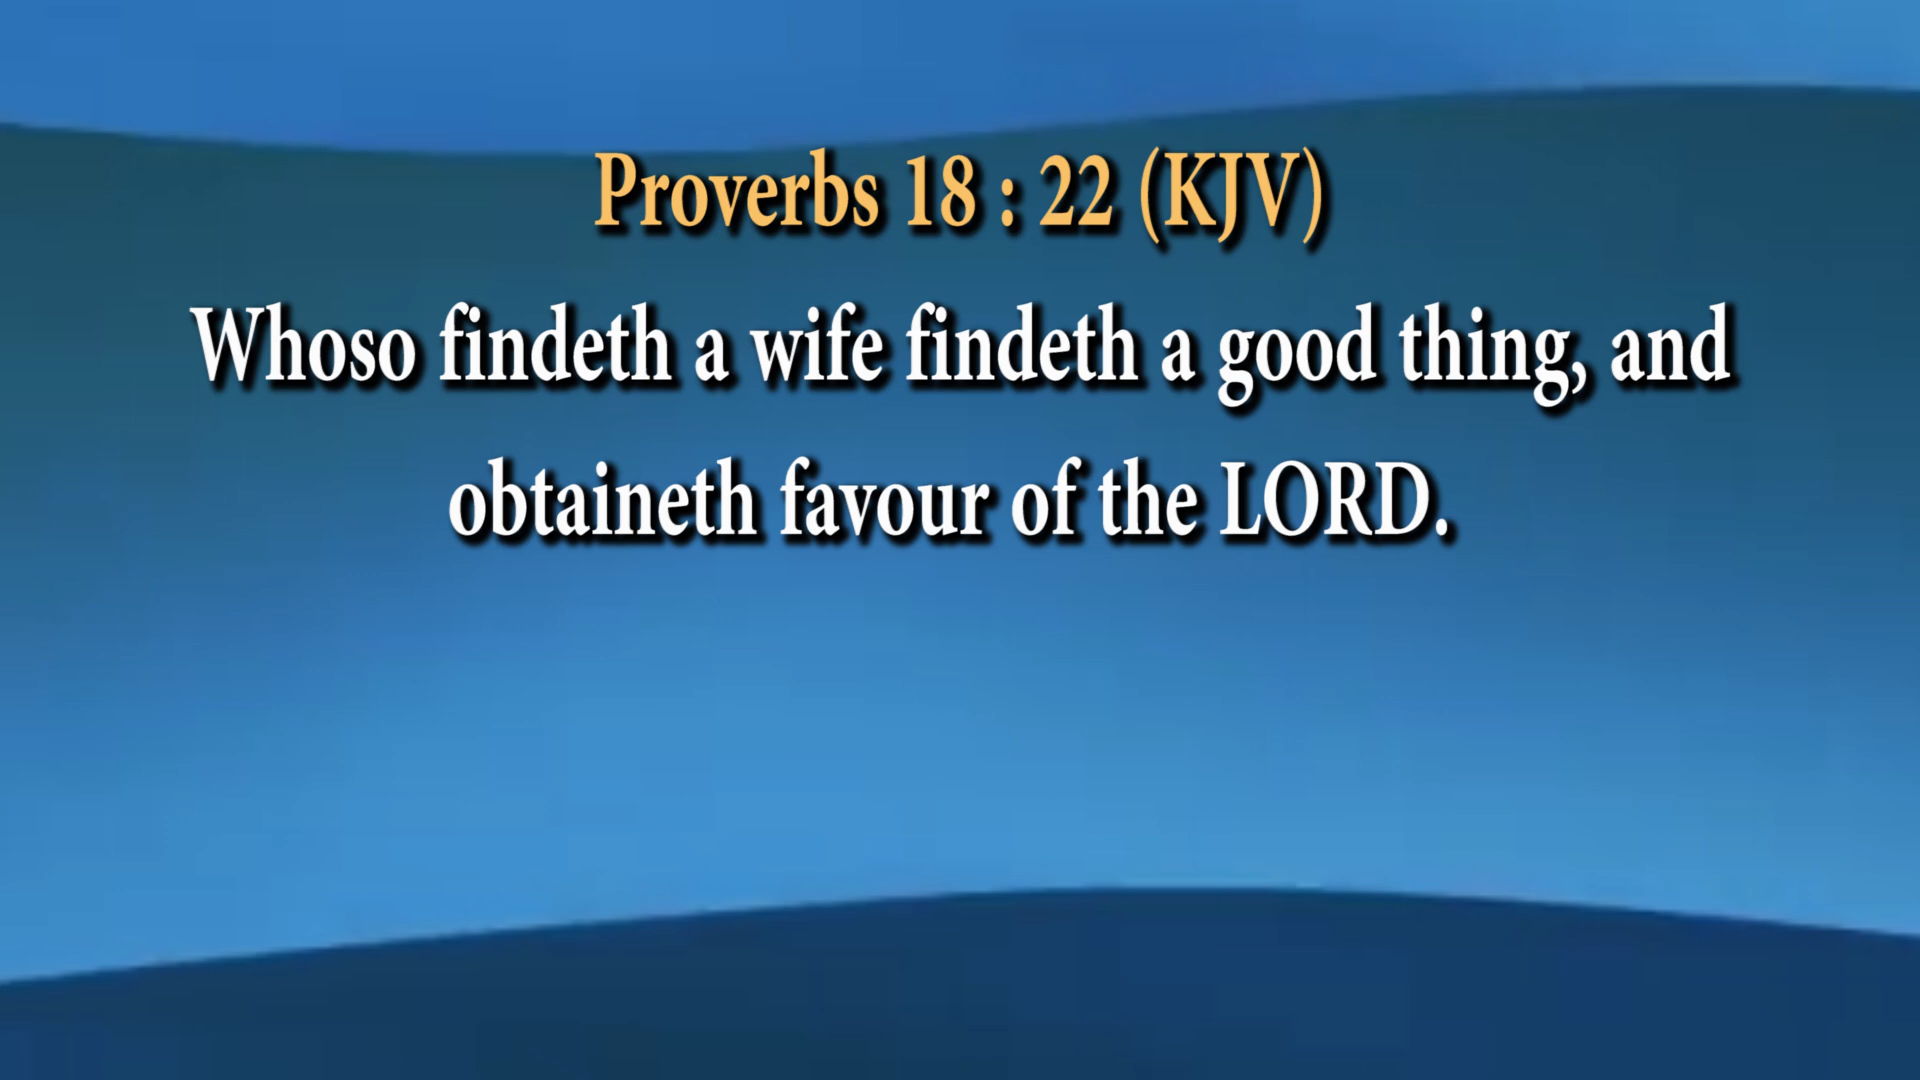 Proverbs 18 : 22 (KJV)
Whoso findeth a wife findeth a good thing, and
obtaineth favour of the LORD.